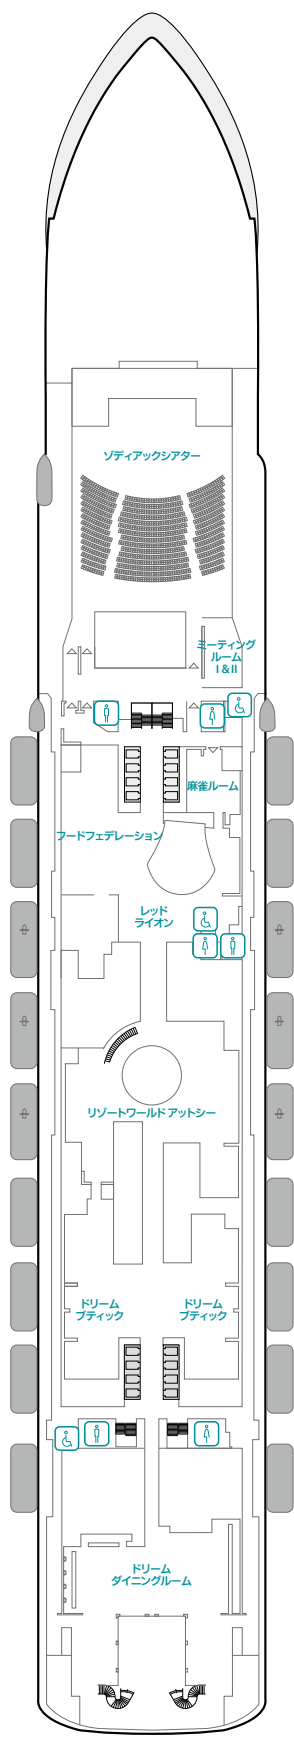 ゾディアックシアター
ミーティング
ルーム
I & II
麻雀ルーム
フードフェデレーション
レッド
ライオン
リゾートワールド アットシー
ドリーム
ブティック
ドリーム
ブティック
ドリーム
ダイニングルーム